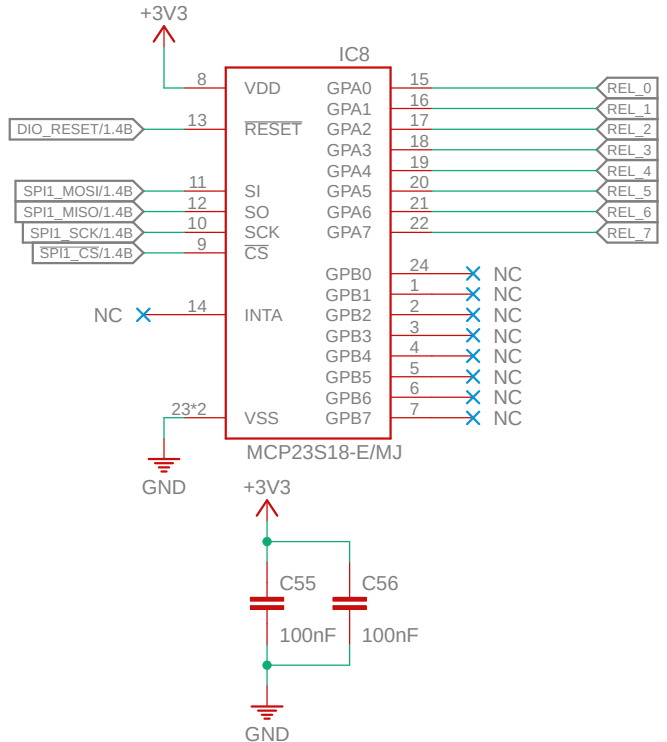 +3V3
IC8
8 VDD GPA0 15 REL_0
GPA1 16 REL_1
DIO_RESET/1.4B 13 RESET GPA2 17 REL_2
GPA3 18 REL_3
GPA4 19 REL_4
SPI1_MOSI/1.4B 11 SI GPA5 20 REL_5
SPI1_MISO/1.4B 12 SO GPA6 21 REL_6
SPI1_SCK/1.4B 10 SCK GPA7 22 REL_7
SPI1_CS/1.4B 9 CS
GPB0 24 NC
GPB1 1 NC
NC 14 INTA GPB2 2 NC
GPB3 3 NC
GPB4 4 NC
GPB5 5 NC
GPB6 6 NC
23*2 VSS GPB7 7 NC
MCP23S18-E/MJ
GND
+3V3
C55 C56
100nF 100nF
GND